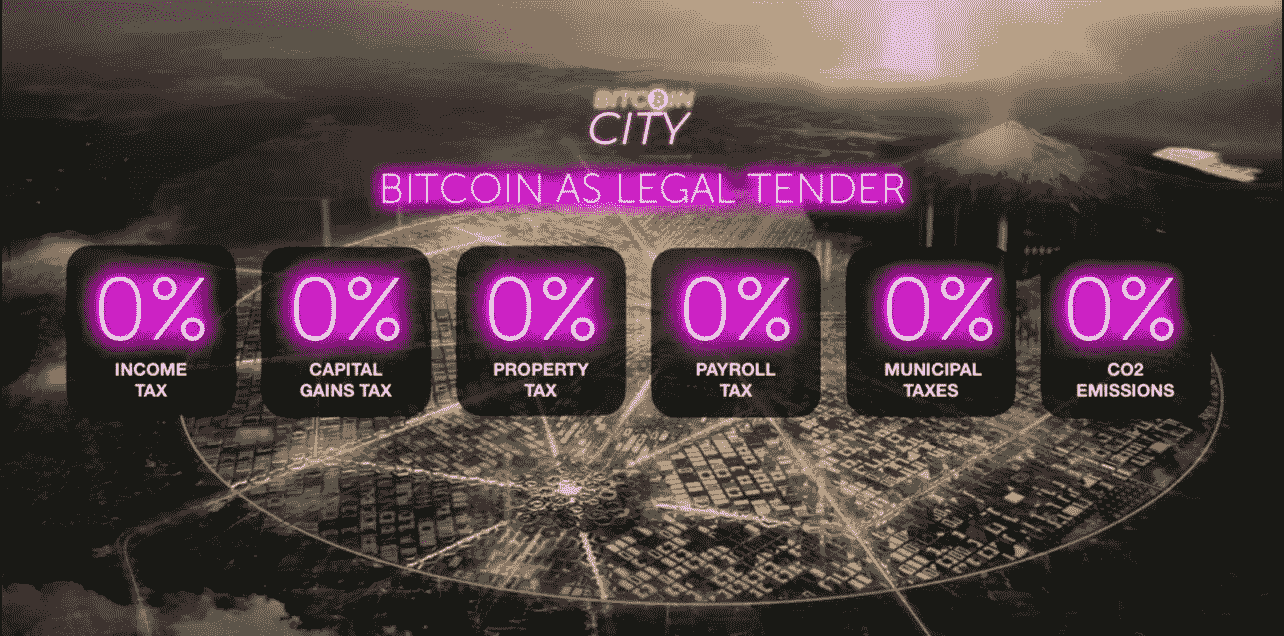 BITCOIN
CITY
BITCOIN AS LEGAL TENDER
0%
INCOME
TAX
0%
CAPITAL
GAINS TAX
0%
PROPERTY
TAX
0%
PAYROLL
TAX
0%
MUNICIPAL
TAXES
0%
CO2
EMISSIONS